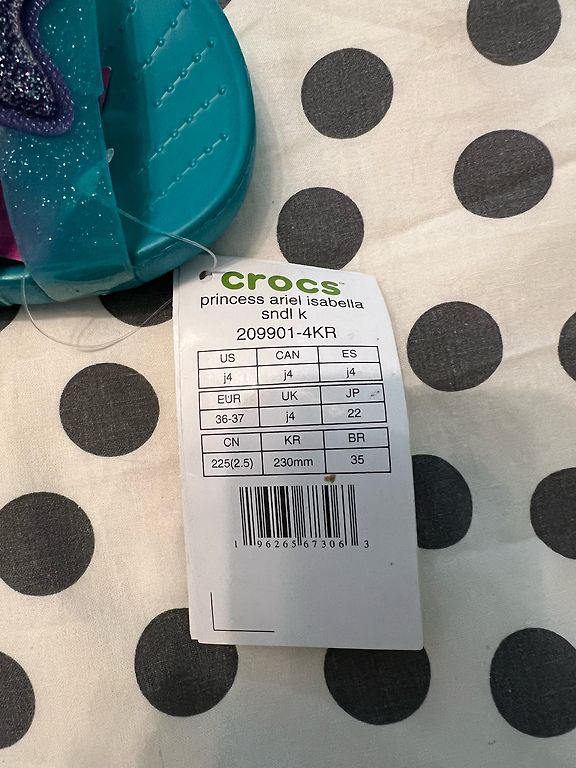 crocs™
princess ariel isabella
sndl k
209901-4KR
US CAN ES
j4 j4 j4
EUR UK JP
36-37 j4 22
CN KR BR
225(2.5) 230mm 35
1 96265 67306 3